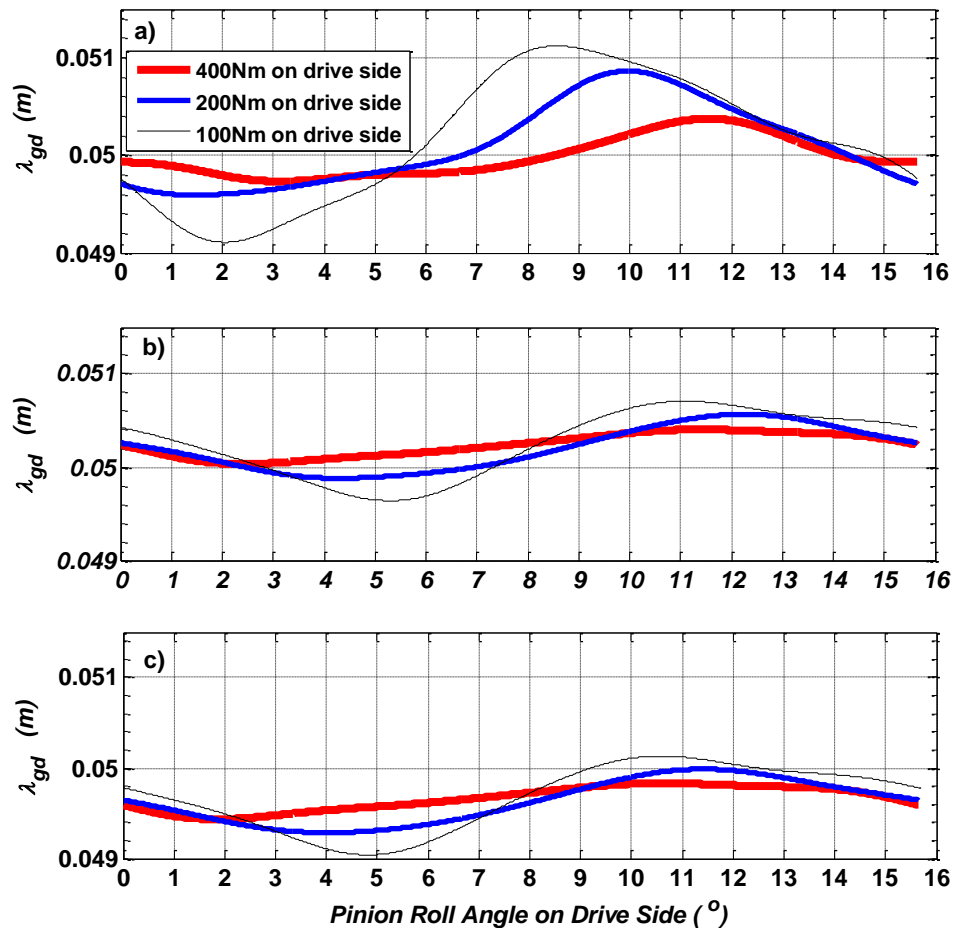 a)
400Nm on drive side
200Nm on drive side
100Nm on drive side
λgd (m)
0.051
0.05
0.049
0 1 2 3 4 5 6 7 8 9 10 11 12 13 14 15 16
b)
λgd (m)
0.051
0.05
0.049
0 1 2 3 4 5 6 7 8 9 10 11 12 13 14 15 16
c)
λgd (m)
0.051
0.05
0.049
0 1 2 3 4 5 6 7 8 9 10 11 12 13 14 15 16
Pinion Roll Angle on Drive Side ( o)